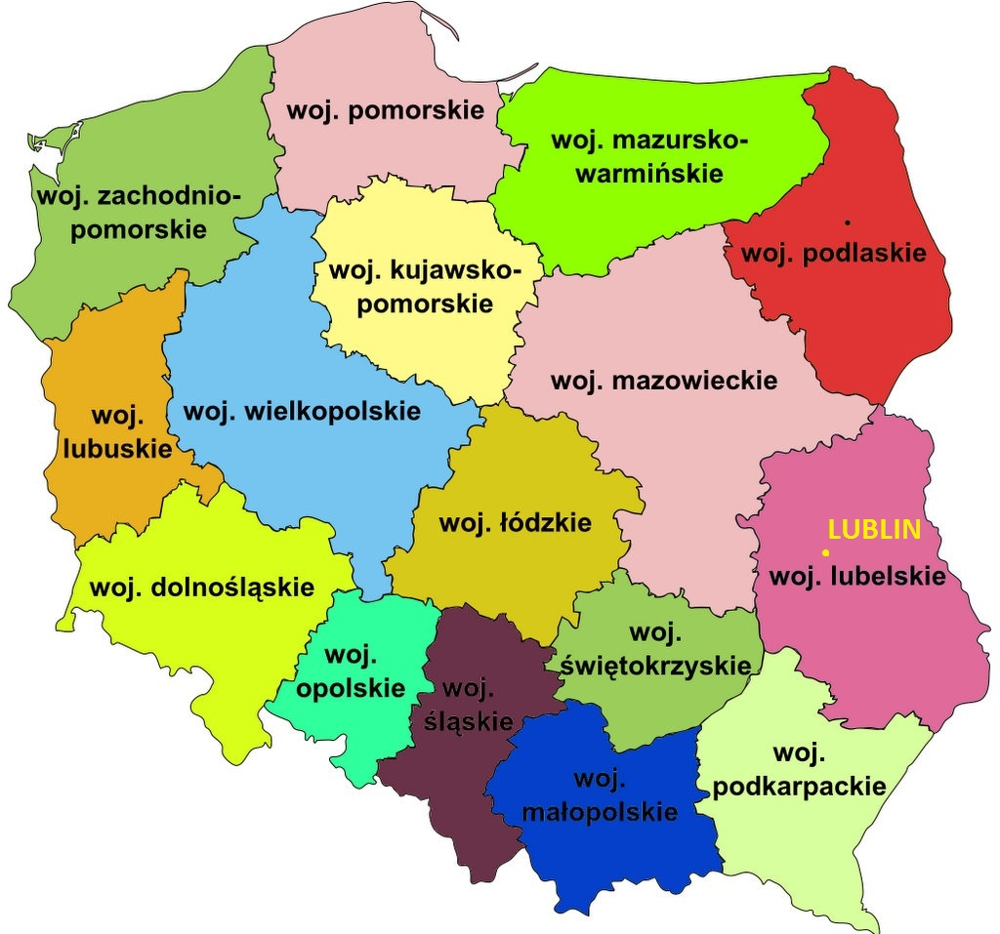 woj. pomorskie
woj. mazursko-
warmińskie
woj. zachodnio-
pomorskie
woj. podlaskie
woj. kujawsko-
pomorskie
woj. mazowieckie
woj.
lubuskie
woj. wielkopolskie
woj. łódzkie
LUBLIN
woj. lubelskie
woj. dolnośląskie
woj.
opolskie
woj.
śląskie
woj.
świętokrzyskie
woj.
małopolskie
woj.
podkarpackie